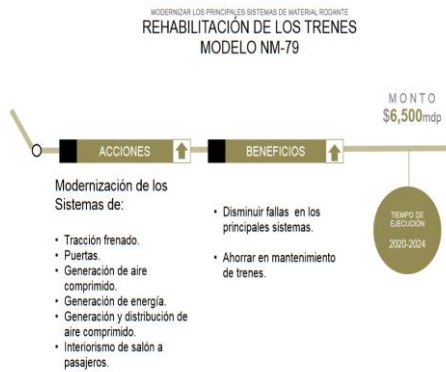 MODERNIZAR LOS PRINCIPALES SISTEMAS DE MATERIAL RODANTE
REHABILITACIÓN DE LOS TRENES
MODELO NM-79
MONTO
$6,500mdp
ACCIONES
BENEFICIOS
Modernización de los
Sistemas de:
• Tracción frenado.
• Puertas.
• Generación de aire
comprimido.
• Generación de energía.
• Generación y distribución de
aire comprimido.
• Interiorismo de salón a
pasajeros.
• Disminuir fallas en los
principales sistemas.
• Ahorrar en mantenimiento
de trenes.
TIEMPO DE
EJECUCIÓN
2020-2024